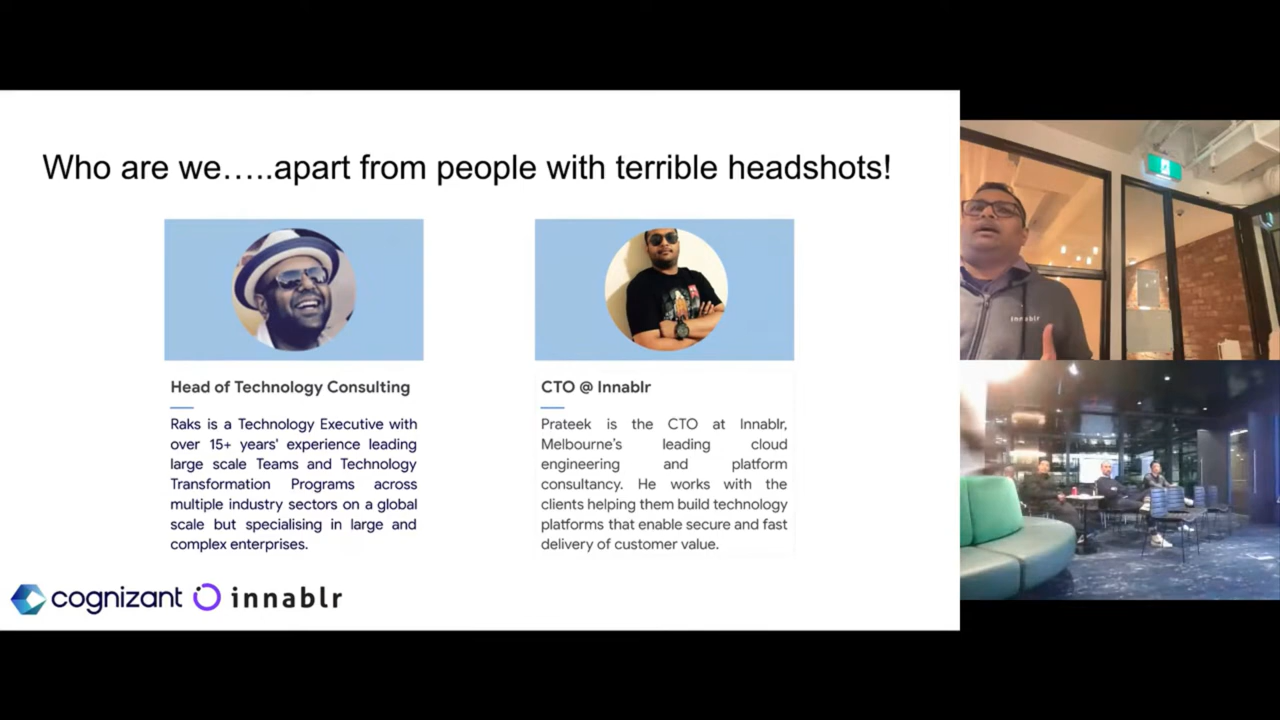 Who are we…..apart from people with terrible headshots!
Head of Technology Consulting
Raks is a Technology Executive with
over 15+ years' experience leading
large scale Teams and Technology
Transformation Programs across
multiple industry sectors on a global
scale but specialising in large and
complex enterprises.
CTO @ Innablr
Prateek is the CTO at Innablr,
Melbourne’s leading cloud
engineering and platform
consultancy. He works with the
clients helping them build technology
platforms that enable secure and fast
delivery of customer value.
cognizant innablr
innablr